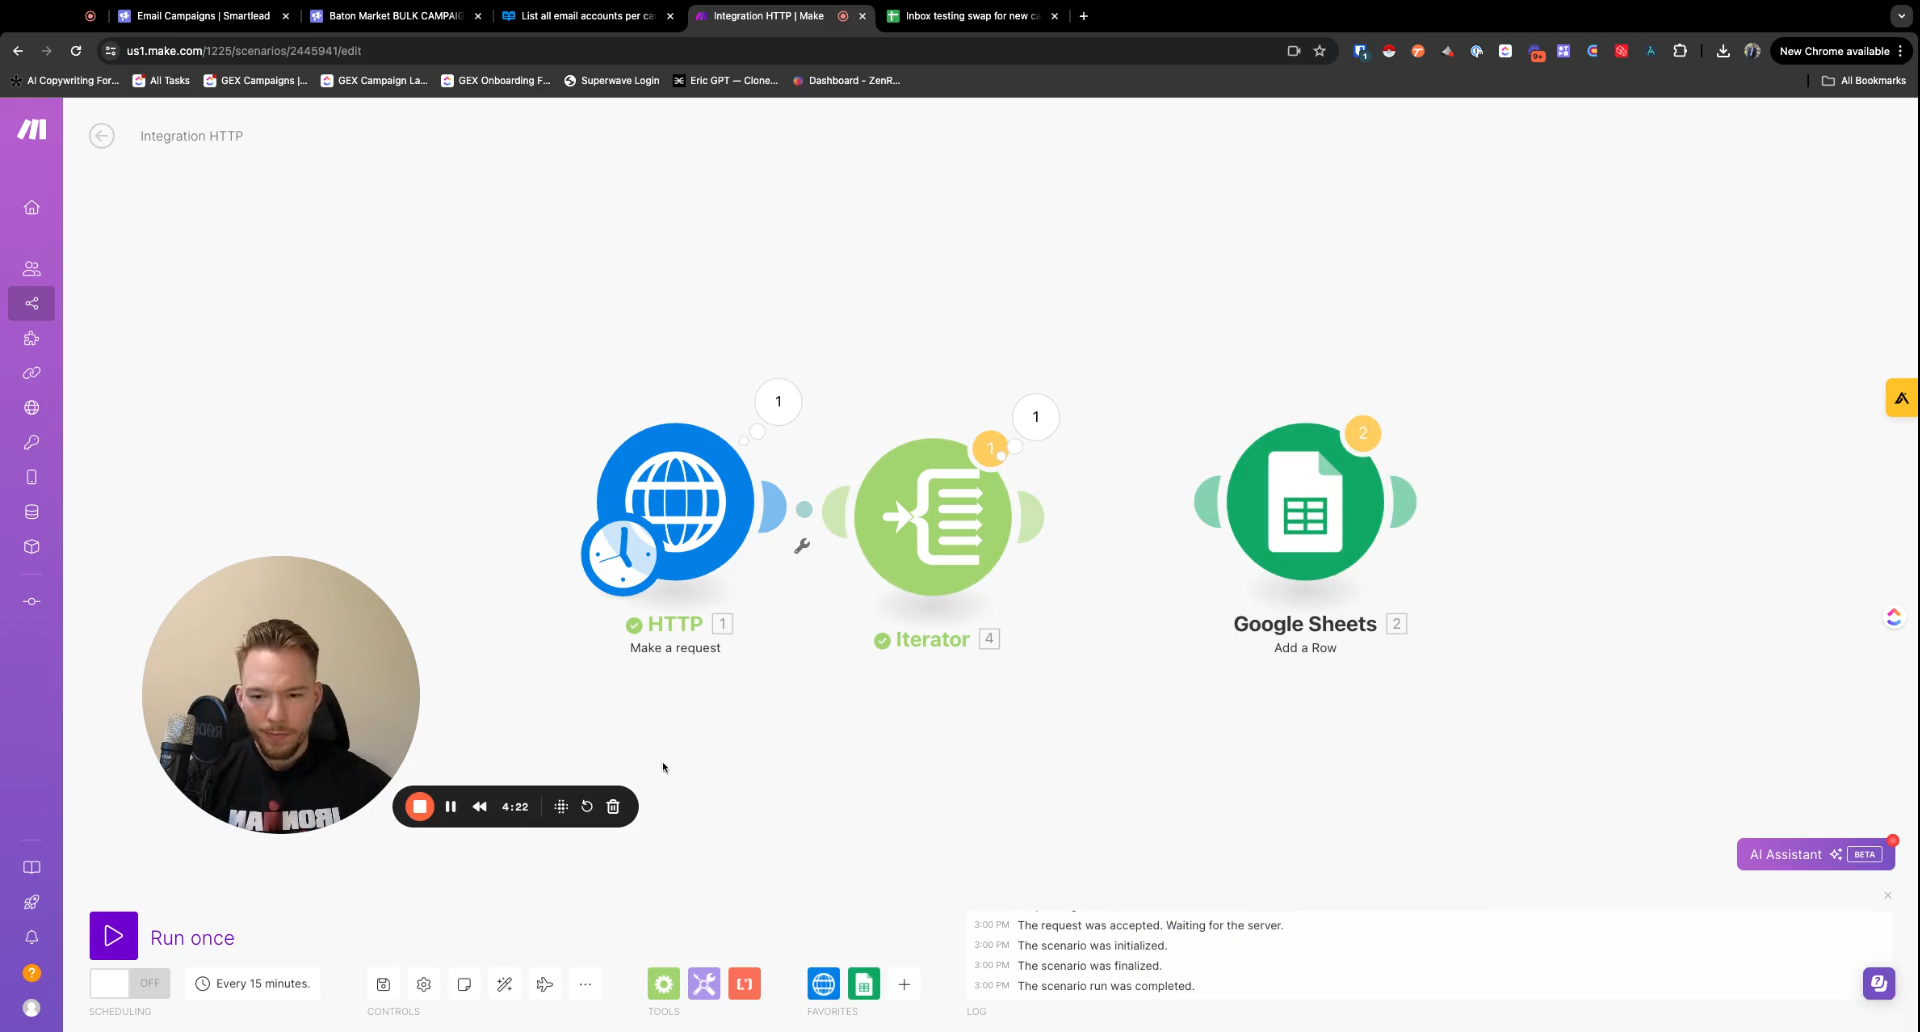 Email Campaigns | Smartlead
Baton Market BULK CAMPAIG
List all email accounts per ca
Integration HTTP | Make
Inbox testing swap for new ca
us1.make.com/1225/scenarios/2445941/edit
9+
1
New Chrome available
AI Copywriting For...
All Tasks
GEX Campaigns |...
GEX Campaign La...
GEX Onboarding F...
Superwave Login
Eric GPT — Clone...
Dashboard - ZenR...
All Bookmarks
Integration HTTP
1
1
1
2
HTTP 1
Make a request
Iterator 4
Google Sheets 2
Add a Row
RØDE
IRON MAN
4:22
AI Assistant BETA
Run once
OFF
Every 15 minutes.
SCHEDULING
CONTROLS
TOOLS
FAVORITES
3:00 PM The request was accepted. Waiting for the server.
3:00 PM The scenario was initialized.
3:00 PM The scenario was finalized.
3:00 PM The scenario run was completed.
LOG